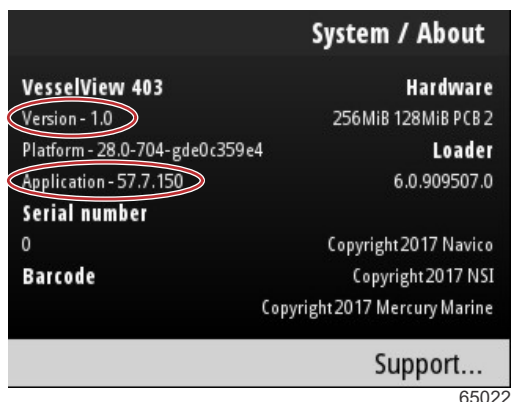 System / About
VesselView 403
Hardware
Version - 1.0
256MiB 128MiB PCB 2
Platform - 28.0-704-gde0c359e4
Loader
Application - 57.7.150
6.0.909507.0
Serial number
0
Copyright 2017 Navico
Barcode
Copyright 2017 NSI
Copyright 2017 Mercury Marine
Support...
65022